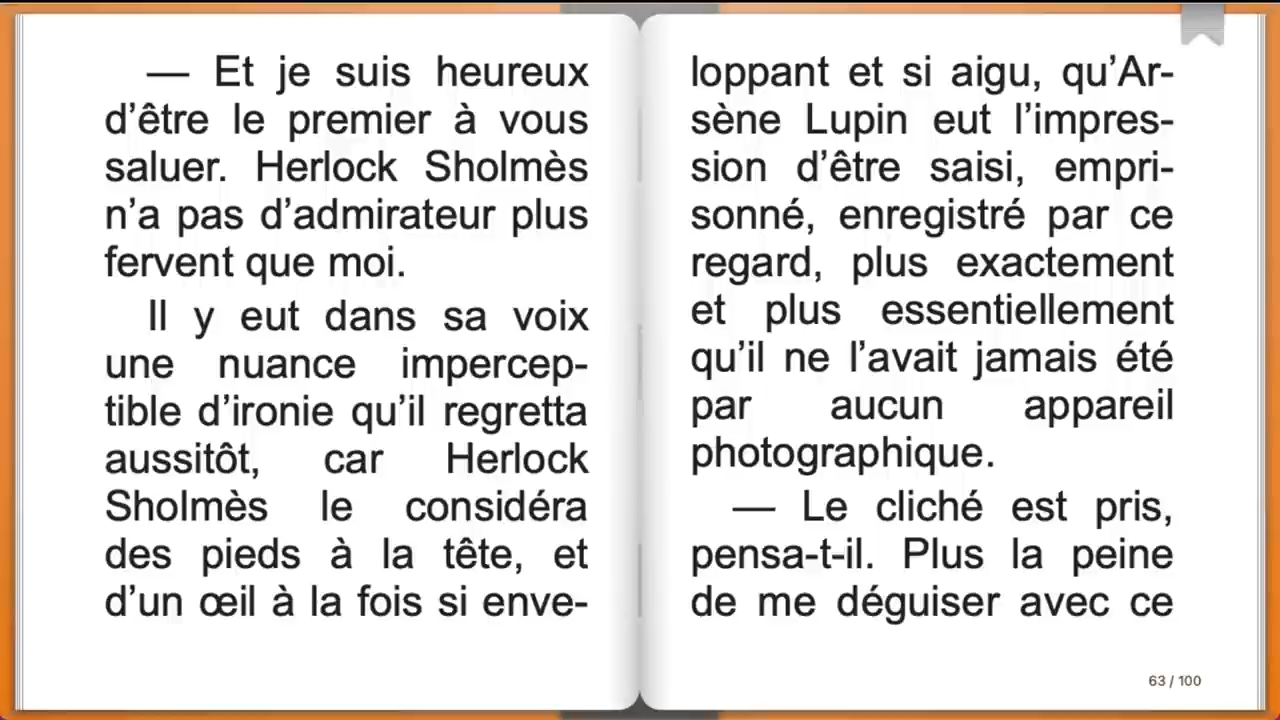 — Et je suis heureux
d’être le premier à vous
saluer. Herlock Sholmès
n’a pas d’admirateur plus
fervent que moi.
Il y eut dans sa voix
une nuance impercep-
tible d’ironie qu’il regretta
aussitôt, car Herlock
Sholmès le considéra
des pieds à la tête, et
d’un œil à la fois si enve-
loppant et si aigu, qu’Ar-
sène Lupin eut l’impres-
sion d’être saisi, empri-
sonné, enregistré par ce
regard, plus exactement
et plus essentiellement
qu’il ne l’avait jamais été
par aucun appareil
photographique.
— Le cliché est pris,
pensa-t-il. Plus la peine
de me déguiser avec ce
63 / 100